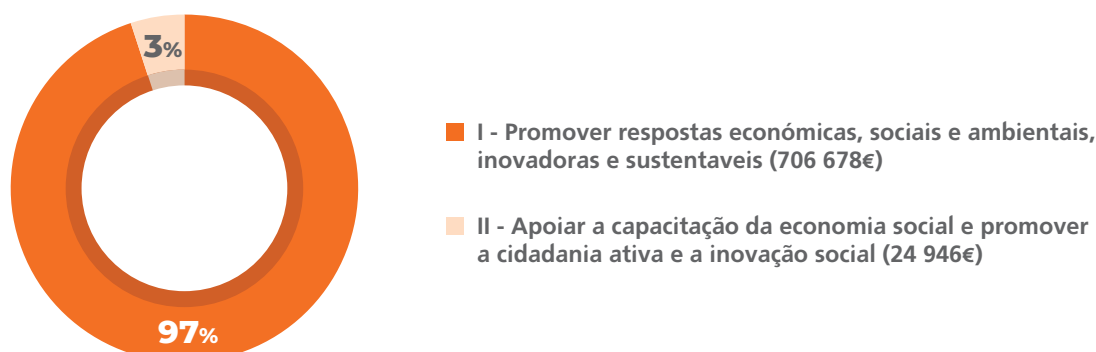 3%
I - Promover respostas económicas, sociais e ambientais,
inovadoras e sustentaveis (706 678€)
II - Apoiar a capacitação da economia social e promover
a cidadania ativa e a inovação social (24 946€)
97%